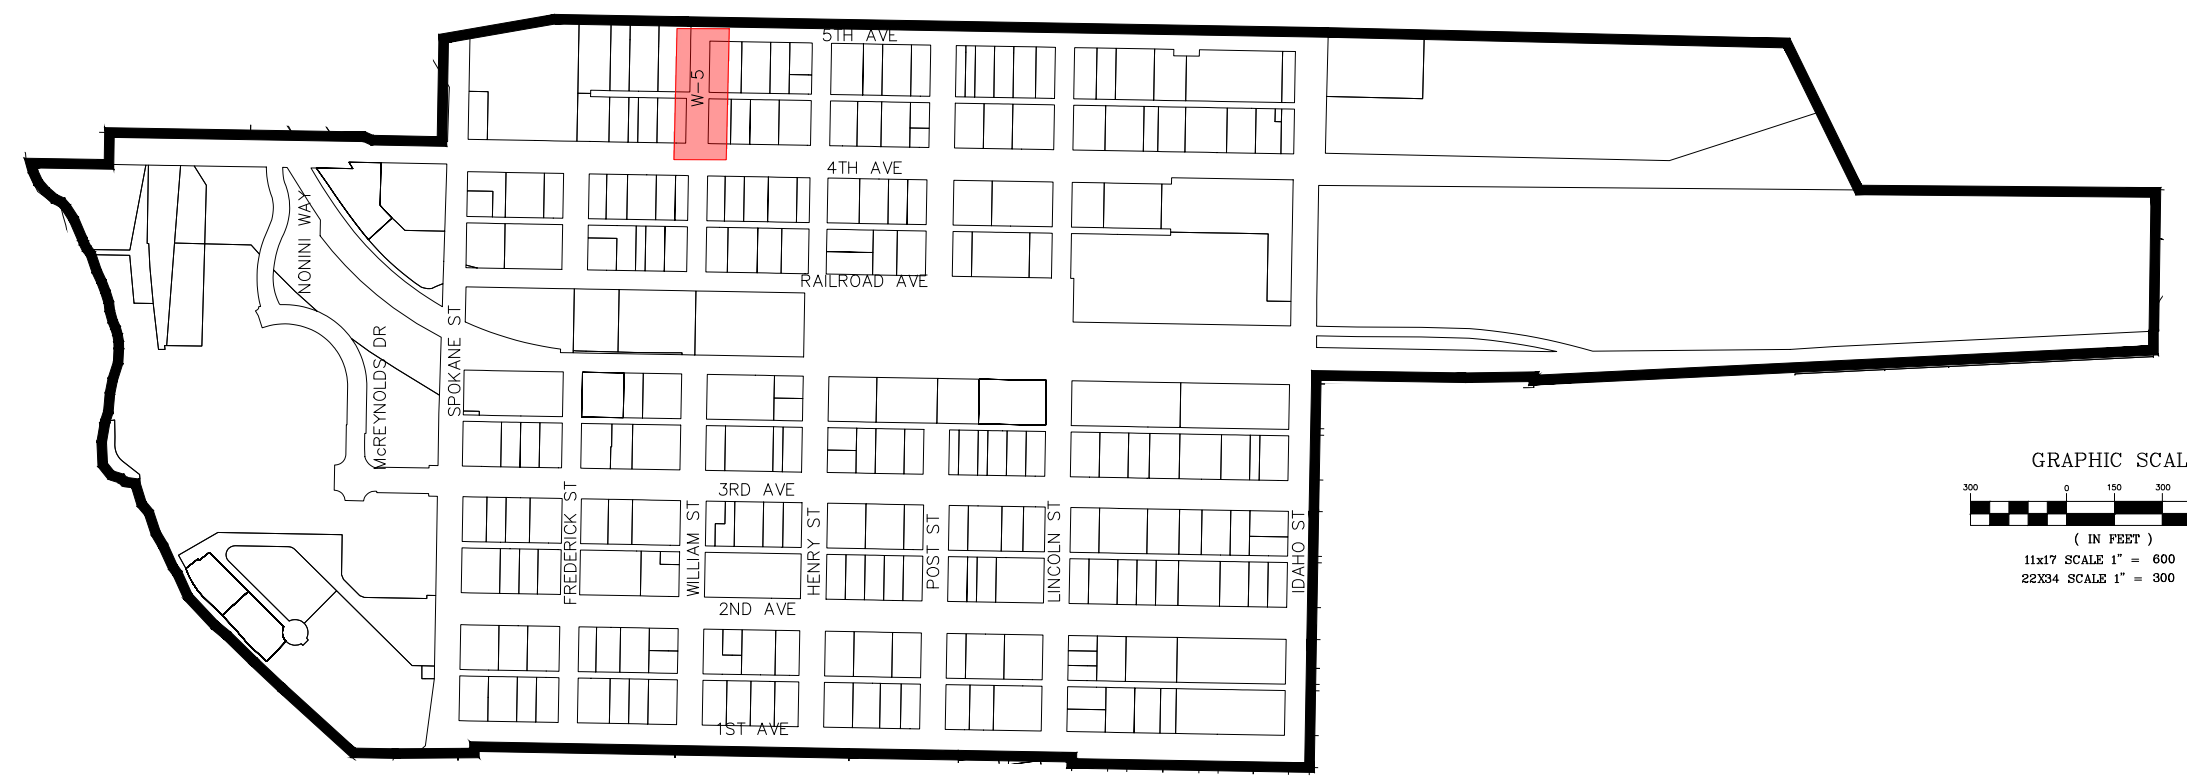 5TH AVE
W-5
4TH AVE
NONINI WAY
RAILROAD AVE
McREYNOLDS DR
SPOKANE ST
GRAPHIC SCAL
300 0 150 300
( IN FEET )
11x17 SCALE 1" = 600
22X34 SCALE 1" = 300
3RD AVE
FREDERICK ST
WILLIAM ST
HENRY ST
POST ST
LINCOLN ST
IDAHO ST
2ND AVE
1ST AVE